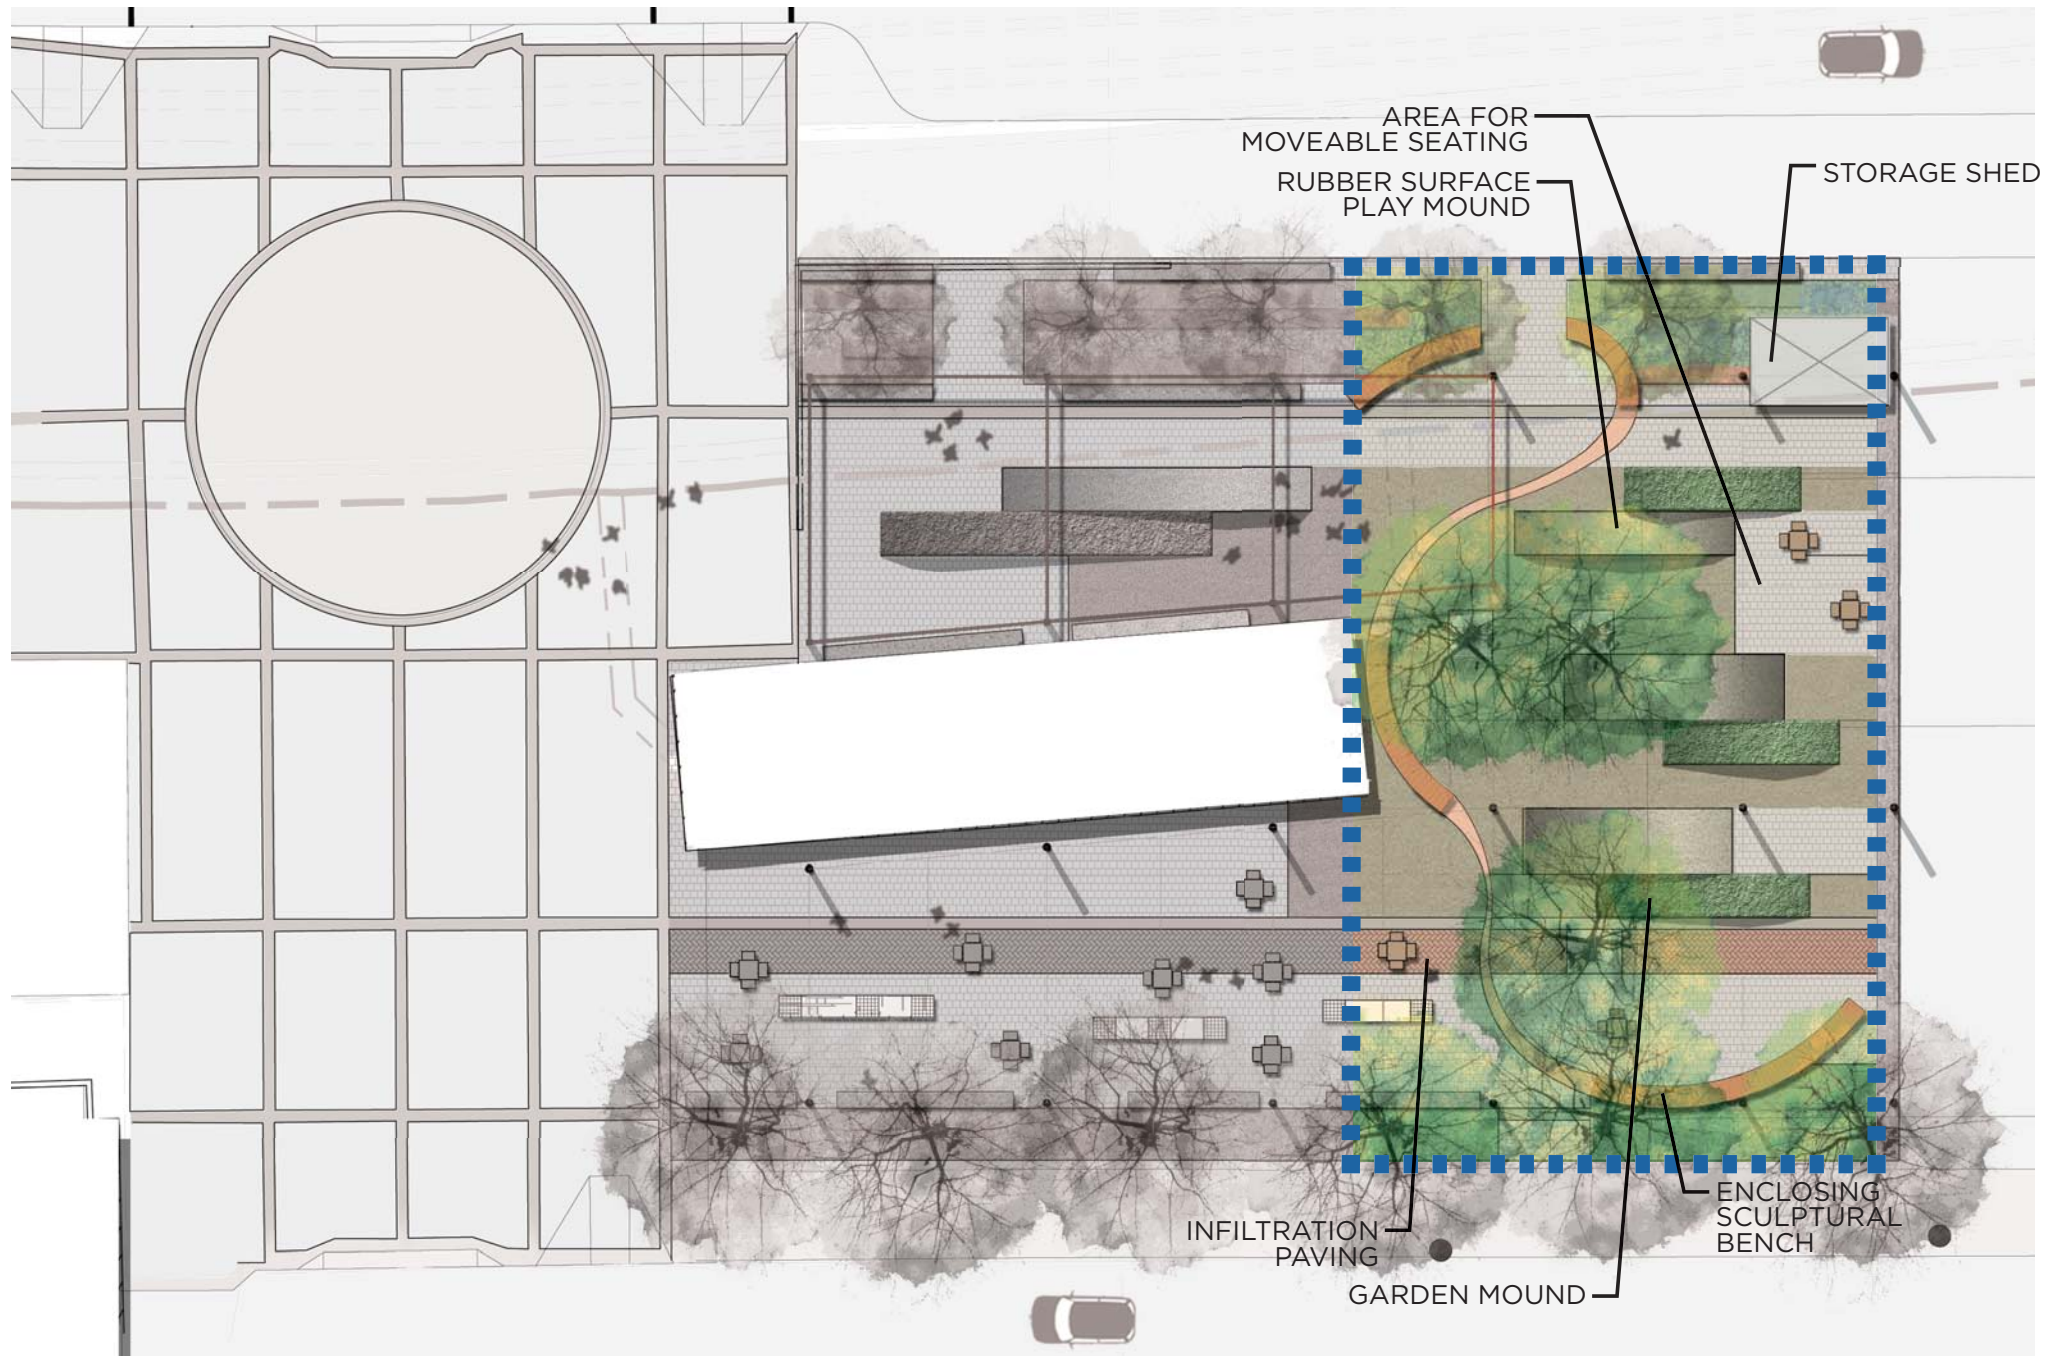 AREA FOR
MOVEABLE SEATING
STORAGE SHED
RUBBER SURFACE
PLAY MOUND
ENCLOSING
SCULPTURAL
BENCH
INFILTRATION
PAVING
GARDEN MOUND